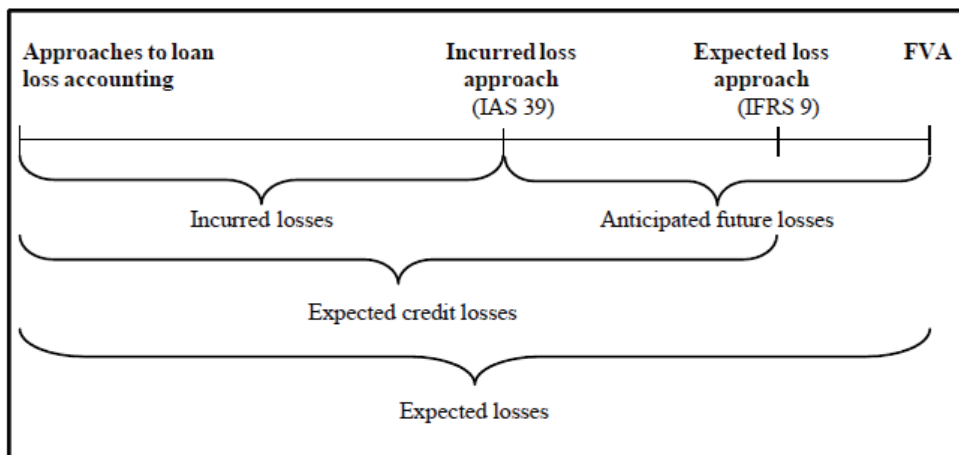 Approaches to loan
loss accounting
Incurred loss
approach
(IAS 39)
Expected loss
approach
(IFRS 9)
FVA
Incurred losses
Anticipated future losses
Expected credit losses
Expected losses